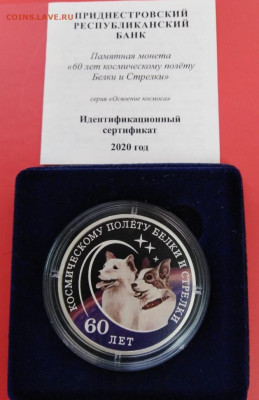 COINS.LAVE.RU
ПРИДНЕСТРОВСКИЙ
РЕСПУБЛИКАНСКИЙ
БАНК
Памятная монета
«60 лет космическому полёту
Белки и Стрелки»
серия «Освоение космоса»
Идентификационный
сертификат
2020 год
КОСМИЧЕСКОМУ ПОЛЁТУ БЕЛКИ И СТРЕЛКИ
60
ЛЕТ